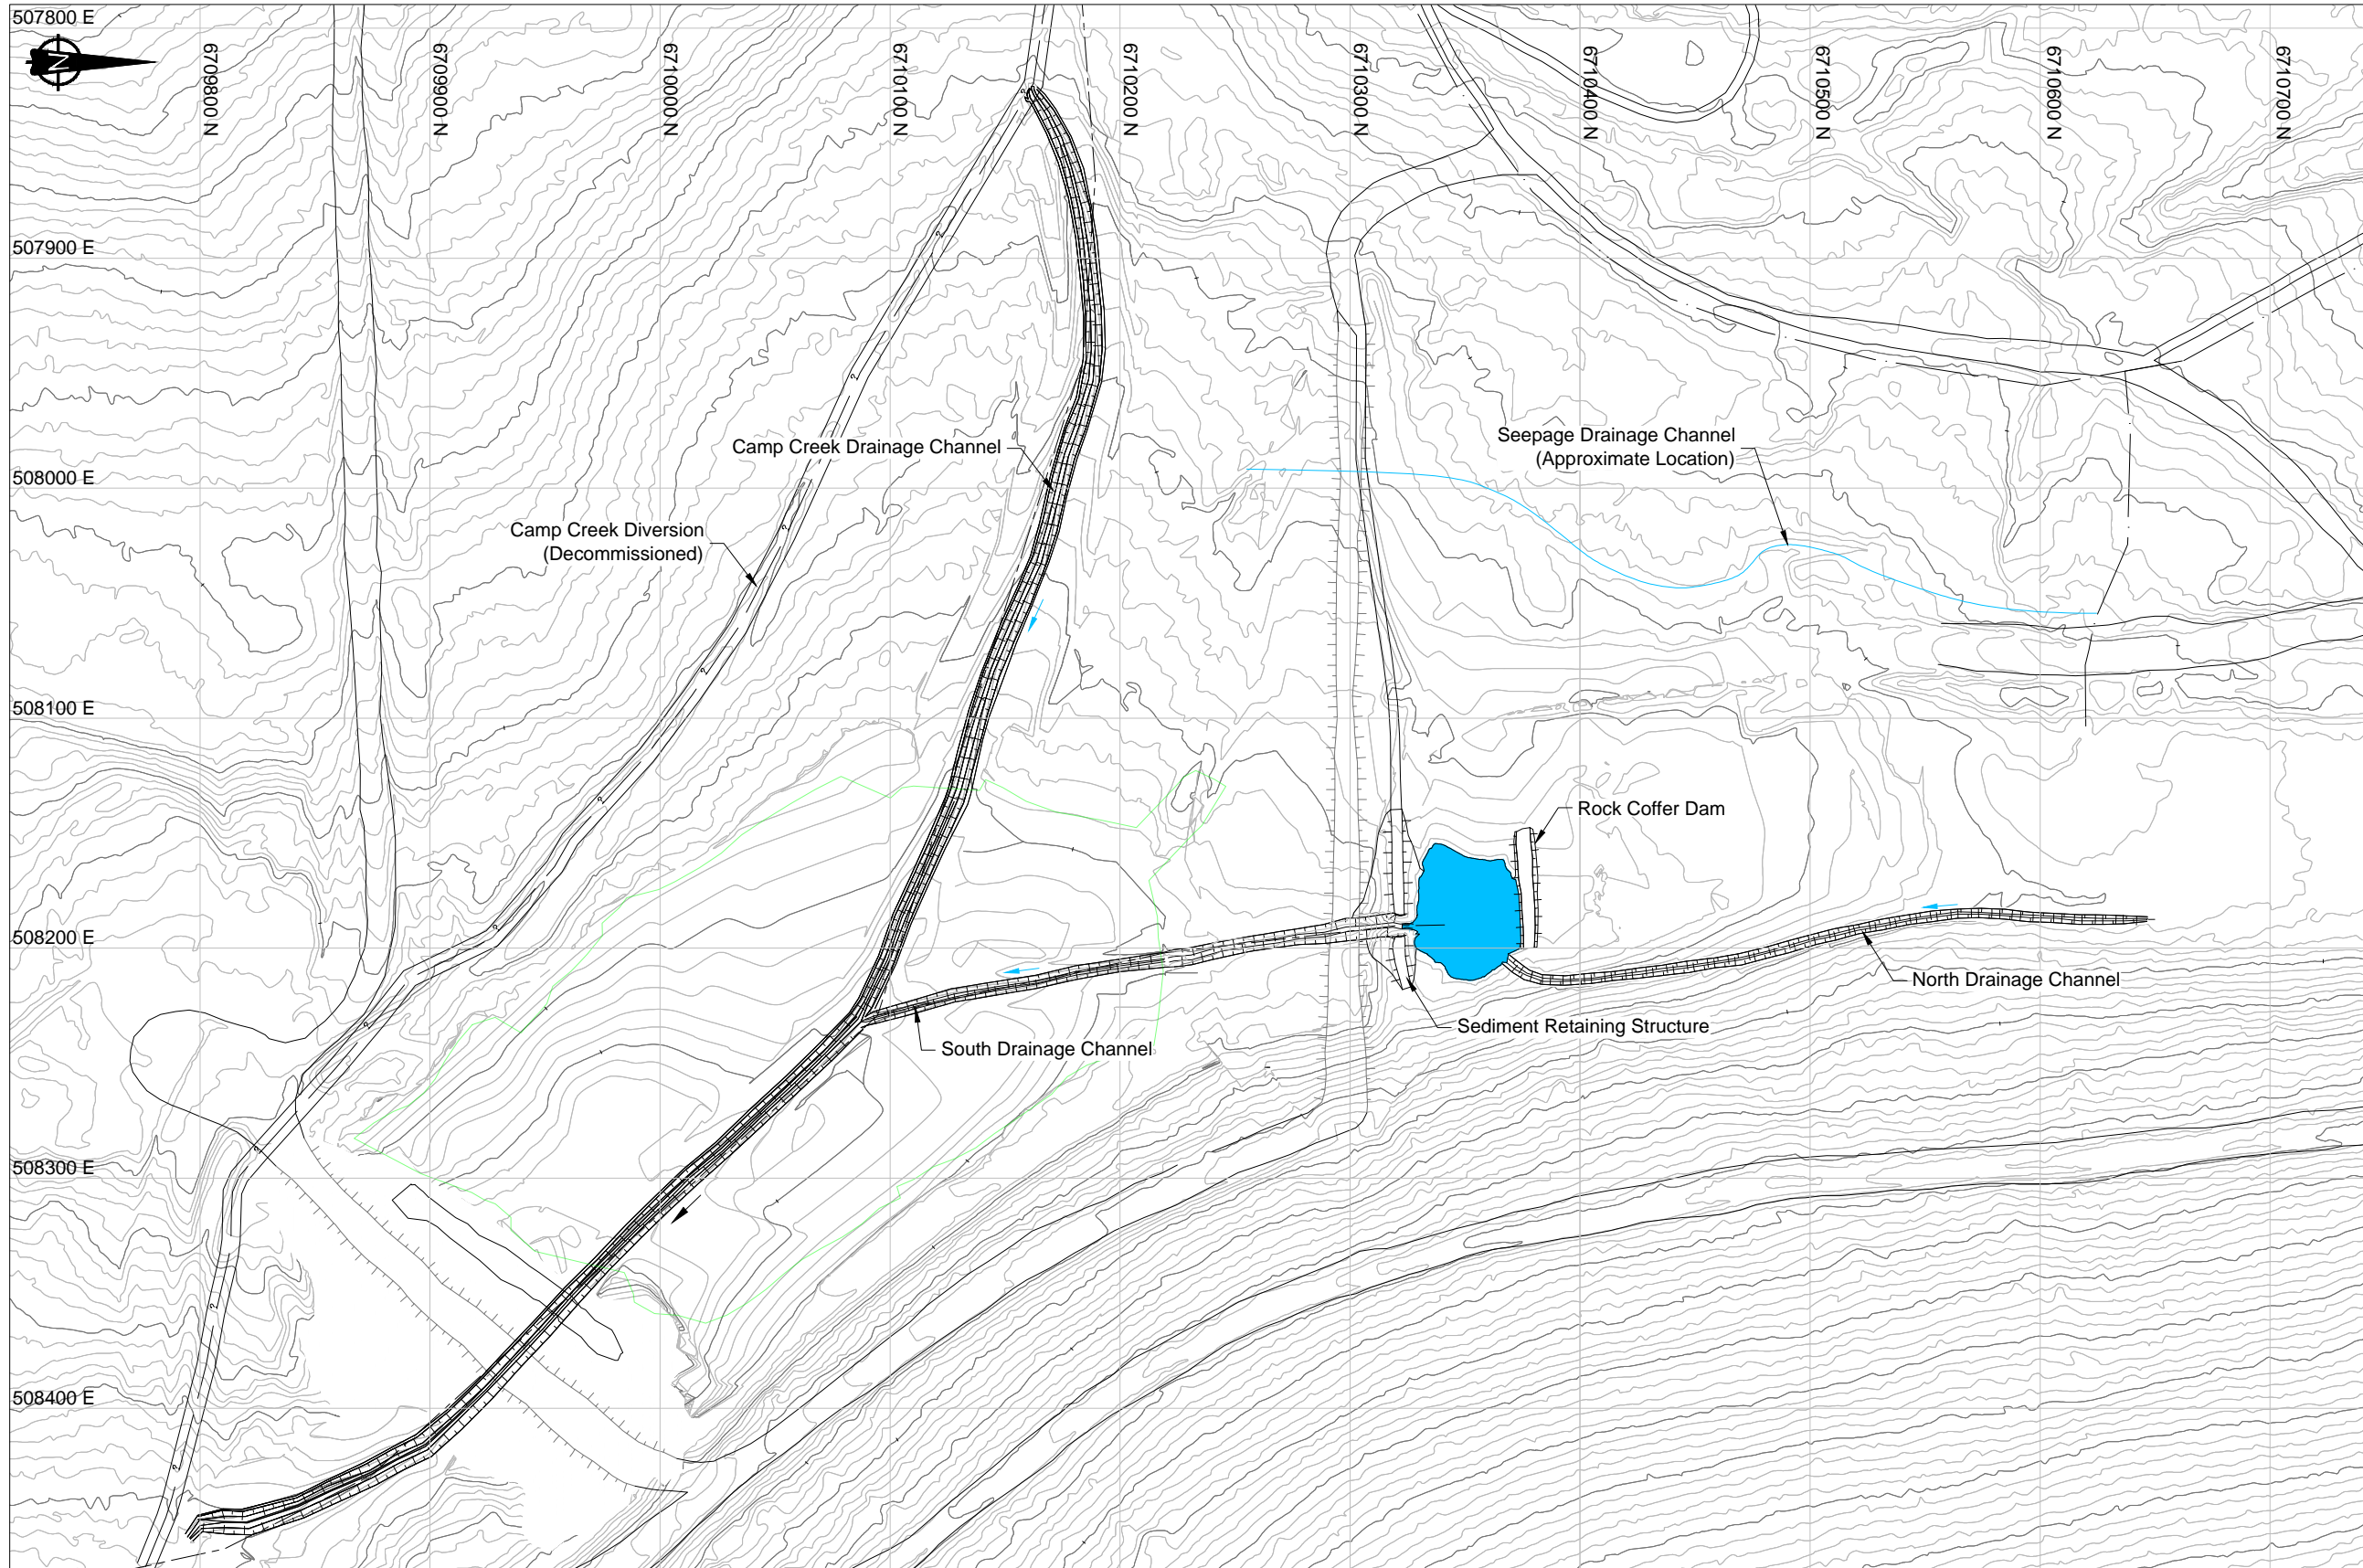 507800 E
N
6709800 N
6709900 N
6710000 N
6710100 N
6710200 N
6710300 N
6710400 N
6710500 N
6710600 N
6710700 N
507900 E
Seepage Drainage Channel
(Approximate Location)
Camp Creek Drainage Channel
508000 E
Camp Creek Diversion
(Decommissioned)
508100 E
Rock Coffer Dam
508200 E
North Drainage Channel
Sediment Retaining Structure
South Drainage Channel
508300 E
508400 E